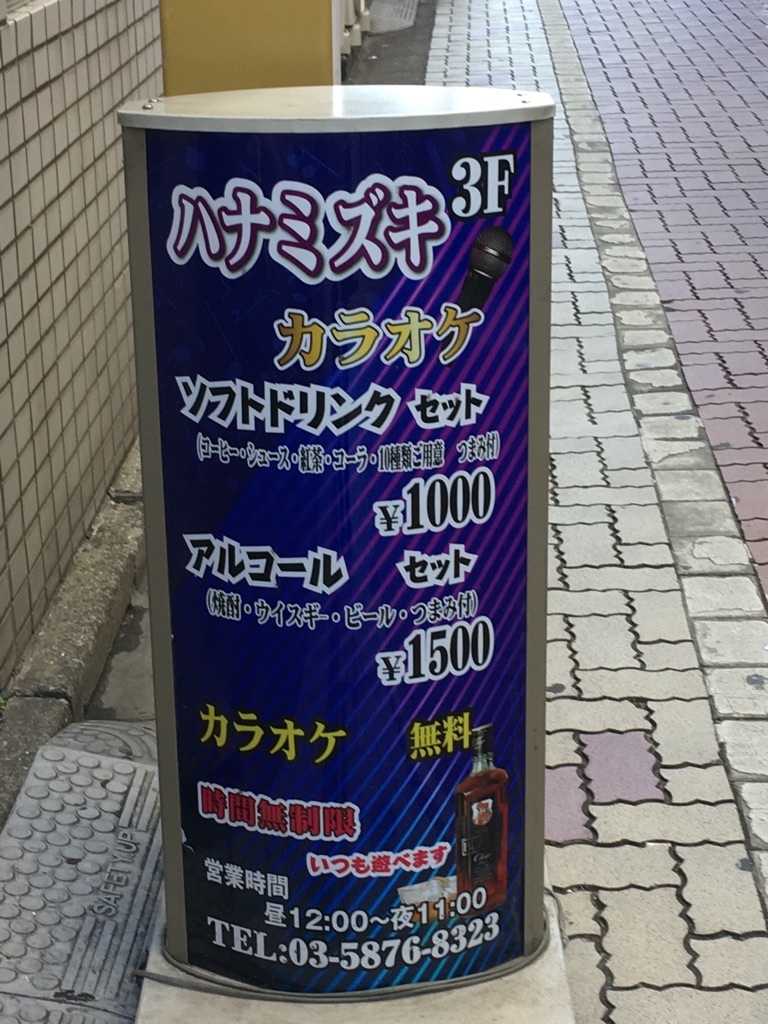 3F
ハナミズキ
カラオケ
ソフトドリンク セット
(コーヒー・シュース・紅茶・コーラ・10種類ご用意 つまみ付)
¥1000
アルコール セット
(焼酎・ウイスギー・ビール・つまみ付)
¥1500
カラオケ 無料
時間無制限
いつも遊べます
営業時間
昼12:00～夜11:00
TEL:03-5876-8323
SAFETY UP